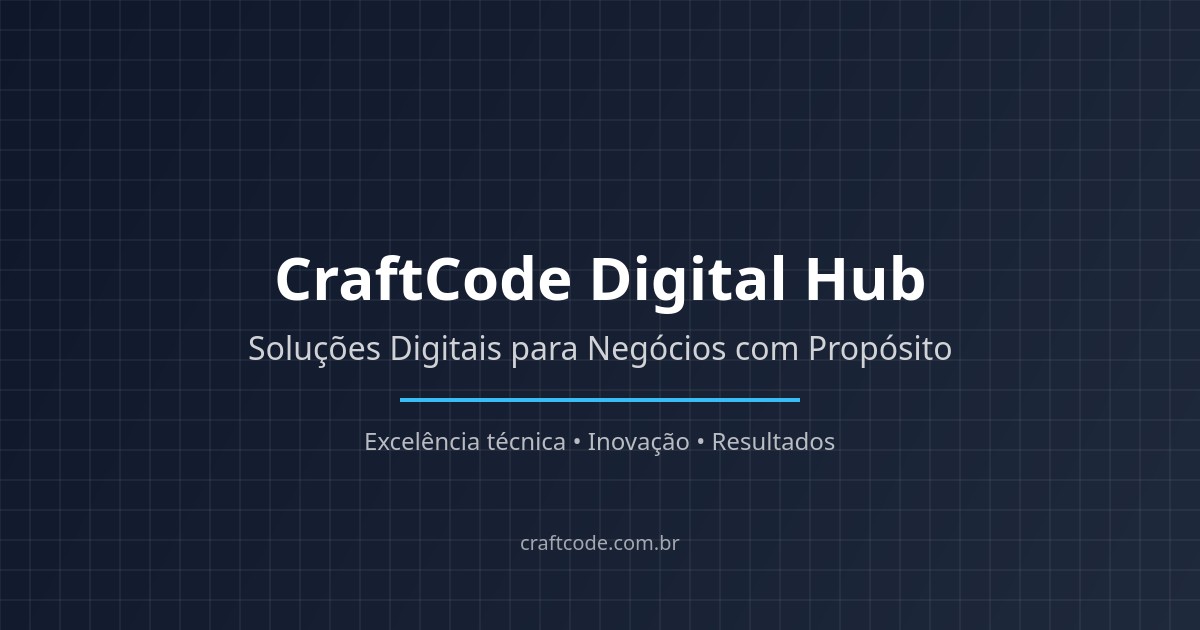 CraftCode Digital Hub
Soluções Digitais para Negócios com Propósito
Excelência técnica • Inovação • Resultados
craftcode.com.br